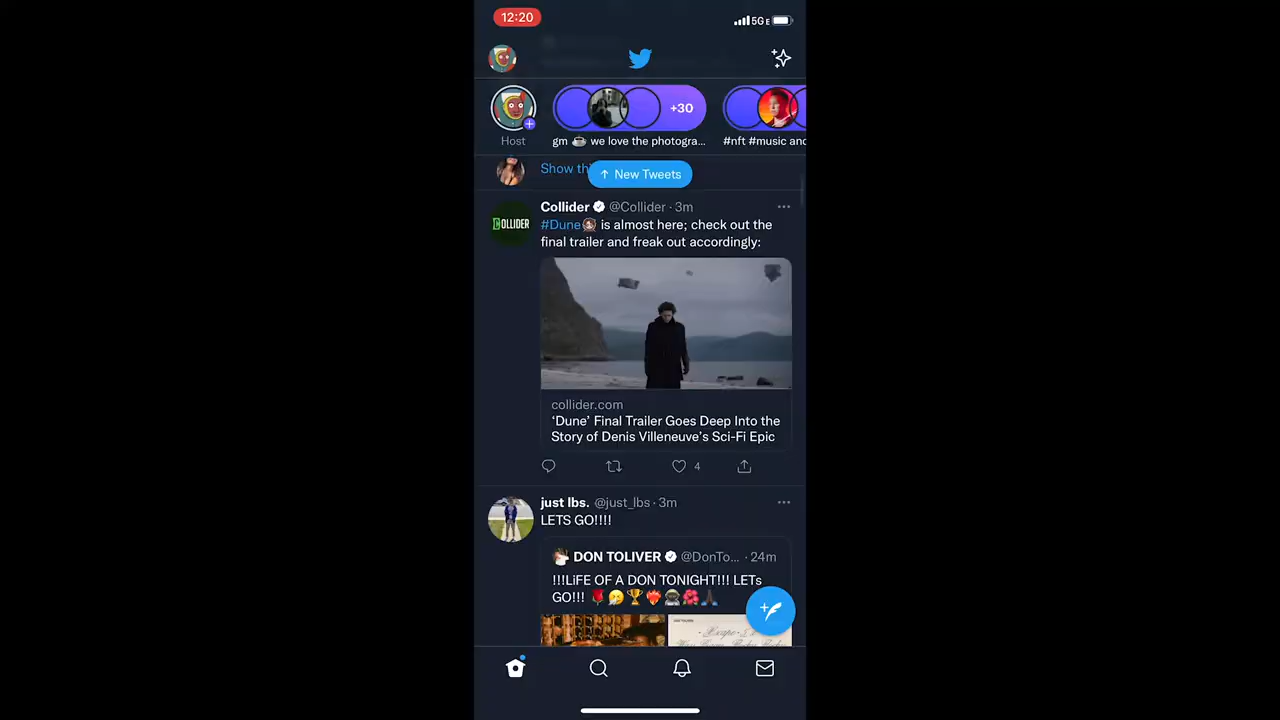 12:20
5GE
+30
Host
gm ☕ we love the photogra...
#nft #music and
Show th
↑ New Tweets
Collider @Collider · 3m
COLLIDER
#Dune is almost here; check out the
final trailer and freak out accordingly:
collider.com
‘Dune’ Final Trailer Goes Deep Into the
Story of Denis Villeneuve’s Sci-Fi Epic
4
just lbs. @just_lbs · 3m
LETS GO!!!!
DON TOLIVER @DonTo... · 24m
!!!LiFE OF A DON TONIGHT!!! LETs
GO!!!